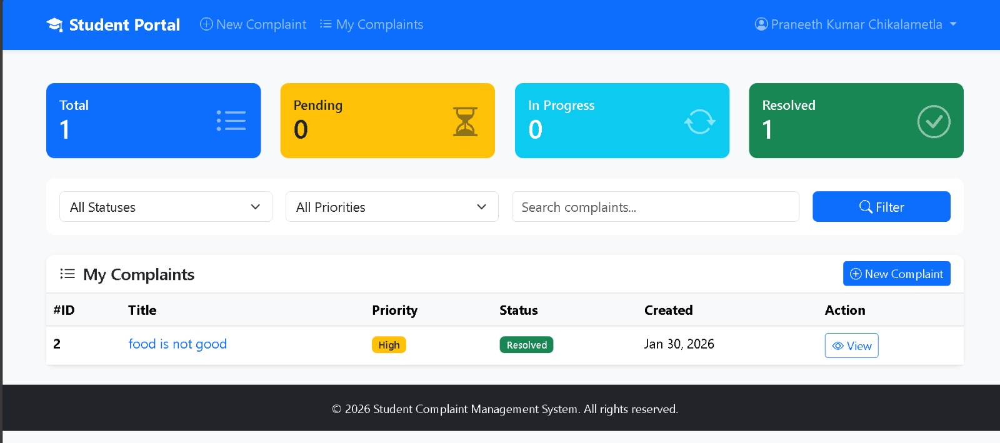 Student Portal New Complaint My Complaints Praneeth Kumar Chikalametla
Total Pending In Progress Resolved
1 0 0 1
All Statuses All Priorities Search complaints... Filter
My Complaints New Complaint
#ID Title Priority Status Created Action
2 food is not good High Resolved Jan 30, 2026 View
© 2026 Student Complaint Management System. All rights reserved.